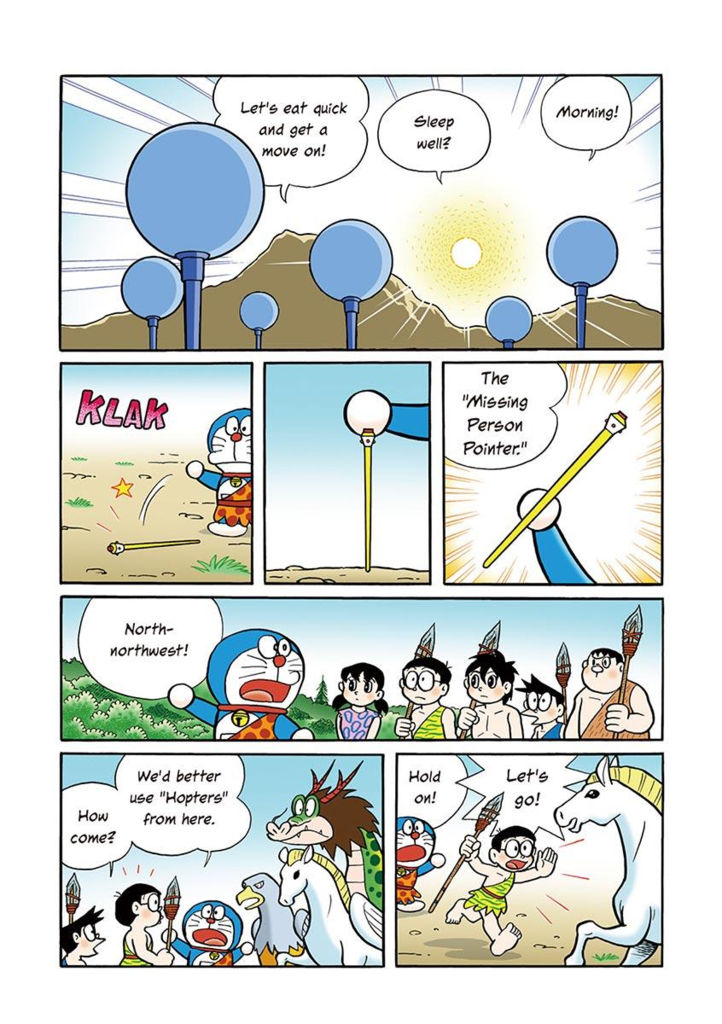 Let's eat quick
and get a
move on!
Sleep
well?
Morning!
KLAK
The
"Missing
Person
Pointer."
North-
northwest!
How
come?
We'd better
use "Hopters"
from here.
Hold
on!
Let's
go!